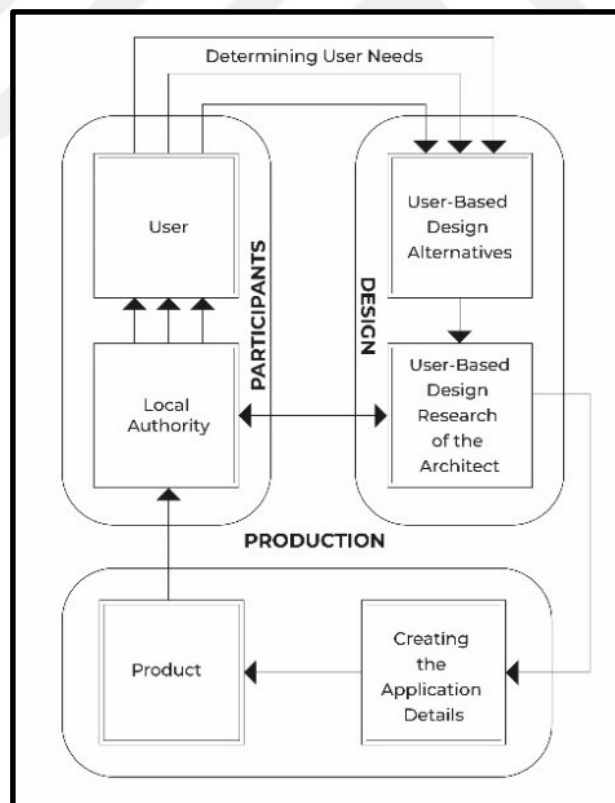 Determining User Needs
User
PARTICIPANTS
Local
Authority
User-Based
Design
Alternatives
DESIGN
User-Based
Design
Research
of the
Architect
PRODUCTION
Product
Creating
the
Application
Details